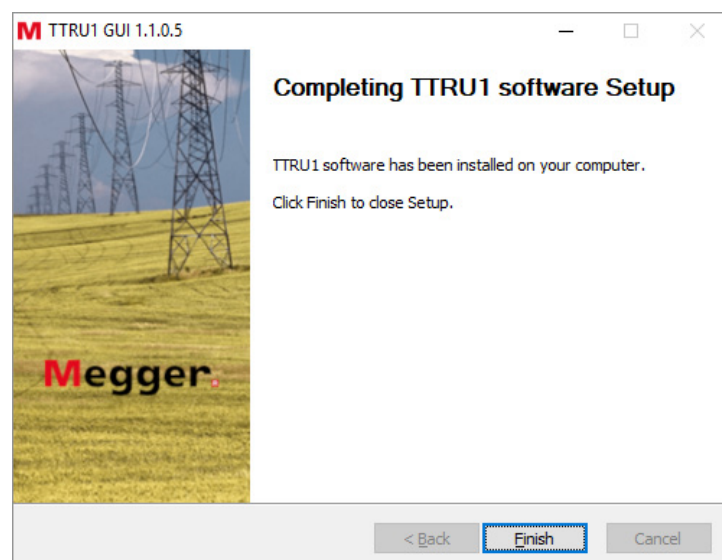 TTRU1 GUI 1.1.0.5
Completing TTRU1 software Setup
TTRU1 software has been installed on your computer.
Click Finish to close Setup.
Megger.
< Back
Finish
Cancel